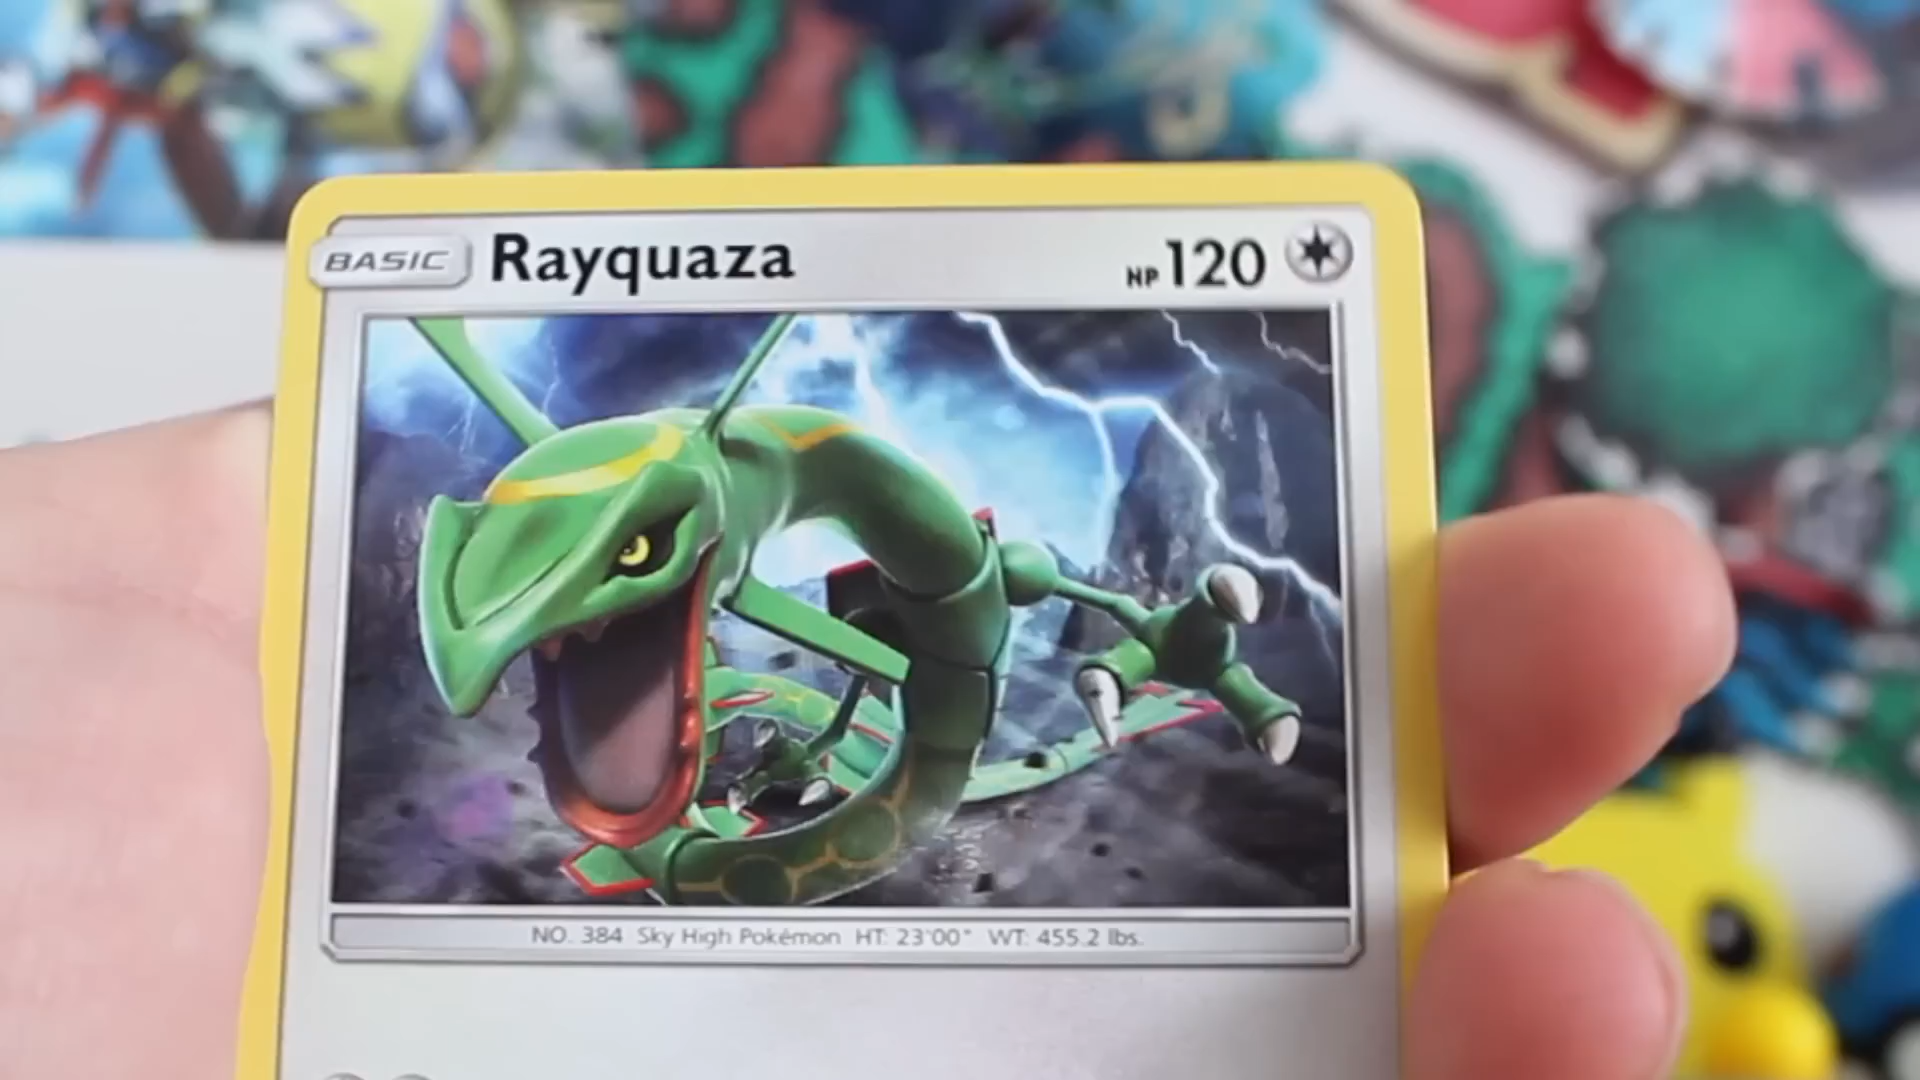 BASIC Rayquaza NP 120
NO. 384 Sky High Pokémon HT: 23'00" WT: 455.2 lbs.